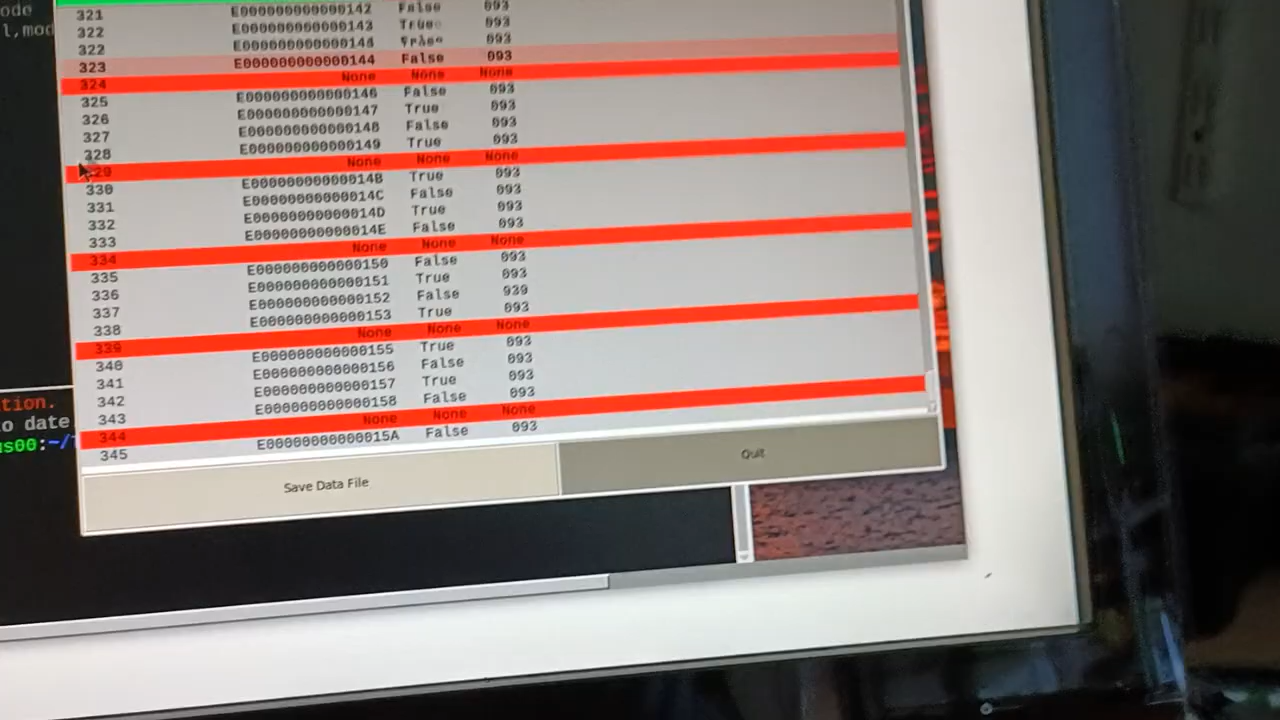 ode
l,mod
321 E000000000000142 False 093
322 E000000000000143 True 093
322 093
323 E000000000000144 False 093
324 None None None
325 E000000000000146 False 093
326 E000000000000147 True 093
327 E000000000000148 False 093
328 E000000000000149 True 093
329 None None None
330 E00000000000014B True 093
331 E00000000000014C False 093
332 E00000000000014D True 093
333 E00000000000014E False 093
334 None None None
335 E000000000000150 False 093
336 E000000000000151 True 093
337 E000000000000152 False 939
338 E000000000000153 True 093
339 None None None
340 E000000000000155 True 093
341 E000000000000156 False 093
342 E000000000000157 True 093
343 E000000000000158 False 093
344 None None None
345 E00000000000015A False 093
tion.
o date
us00:~/
Save Data File Quit